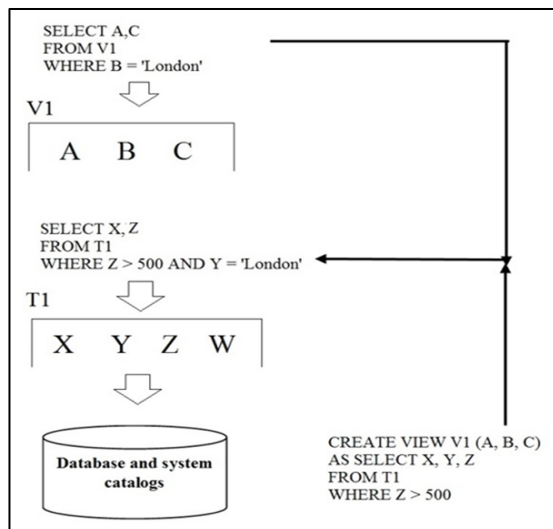 SELECT A,C
FROM V1
WHERE B = 'London'
V1
A B C
SELECT X, Z
FROM T1
WHERE Z > 500 AND Y = 'London'
T1
X Y Z W
Database and system
catalogs
CREATE VIEW V1 (A, B, C)
AS SELECT X, Y, Z
FROM T1
WHERE Z > 500